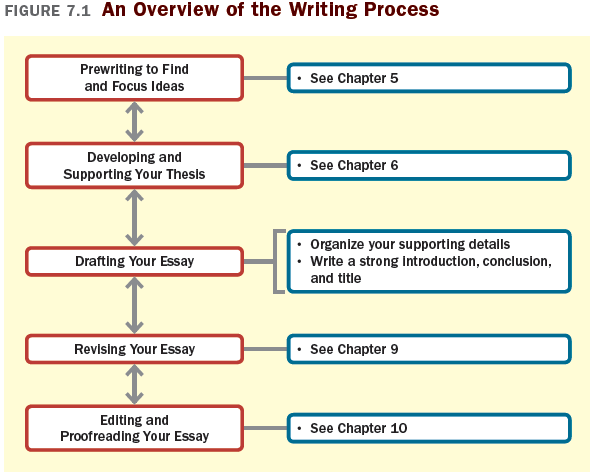 FIGURE 7.1 An Overview of the Writing Process
Prewriting to Find
and Focus Ideas
• See Chapter 5
Developing and
Supporting Your Thesis
• See Chapter 6
Drafting Your Essay
• Organize your supporting details
• Write a strong introduction, conclusion,
and title
Revising Your Essay
• See Chapter 9
Editing and
Proofreading Your Essay
• See Chapter 10